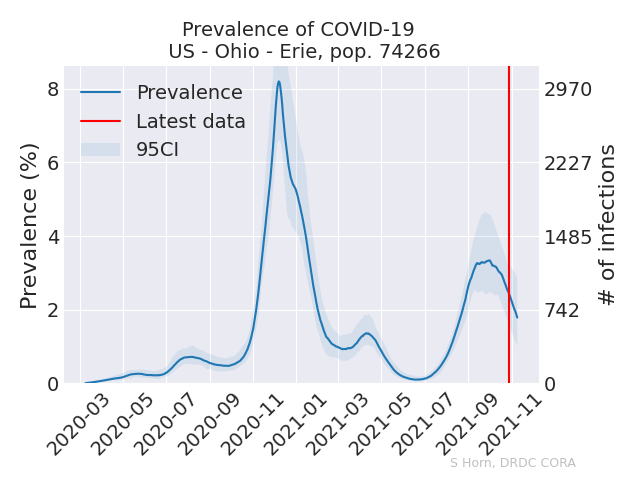 Prevalence of COVID-19
US - Ohio - Erie, pop. 74266
Prevalence
Latest data
95CI
Prevalence (%)
8
6
4
2
0
# of infections
2970
2227
1485
742
0
2020-03
2020-05
2020-07
2020-09
2020-11
2021-01
2021-03
2021-05
2021-07
2021-09
2021-11
S Horn, DRDC CORA